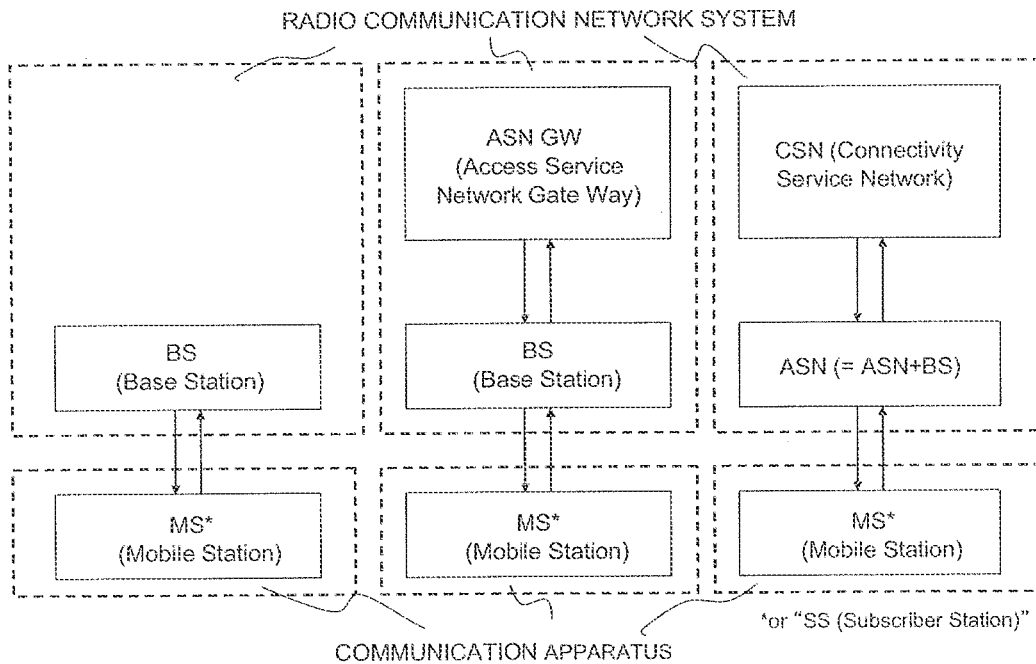 RADIO COMMUNICATION NETWORK SYSTEM
ASN GW
(Access Service
Network Gate Way)
CSN (Connectivity
Service Network)
BS
(Base Station)
BS
(Base Station)
ASN (= ASN+BS)
MS*
(Mobile Station)
MS*
(Mobile Station)
MS*
(Mobile Station)
*or "SS (Subscriber Station)"
COMMUNICATION APPARATUS